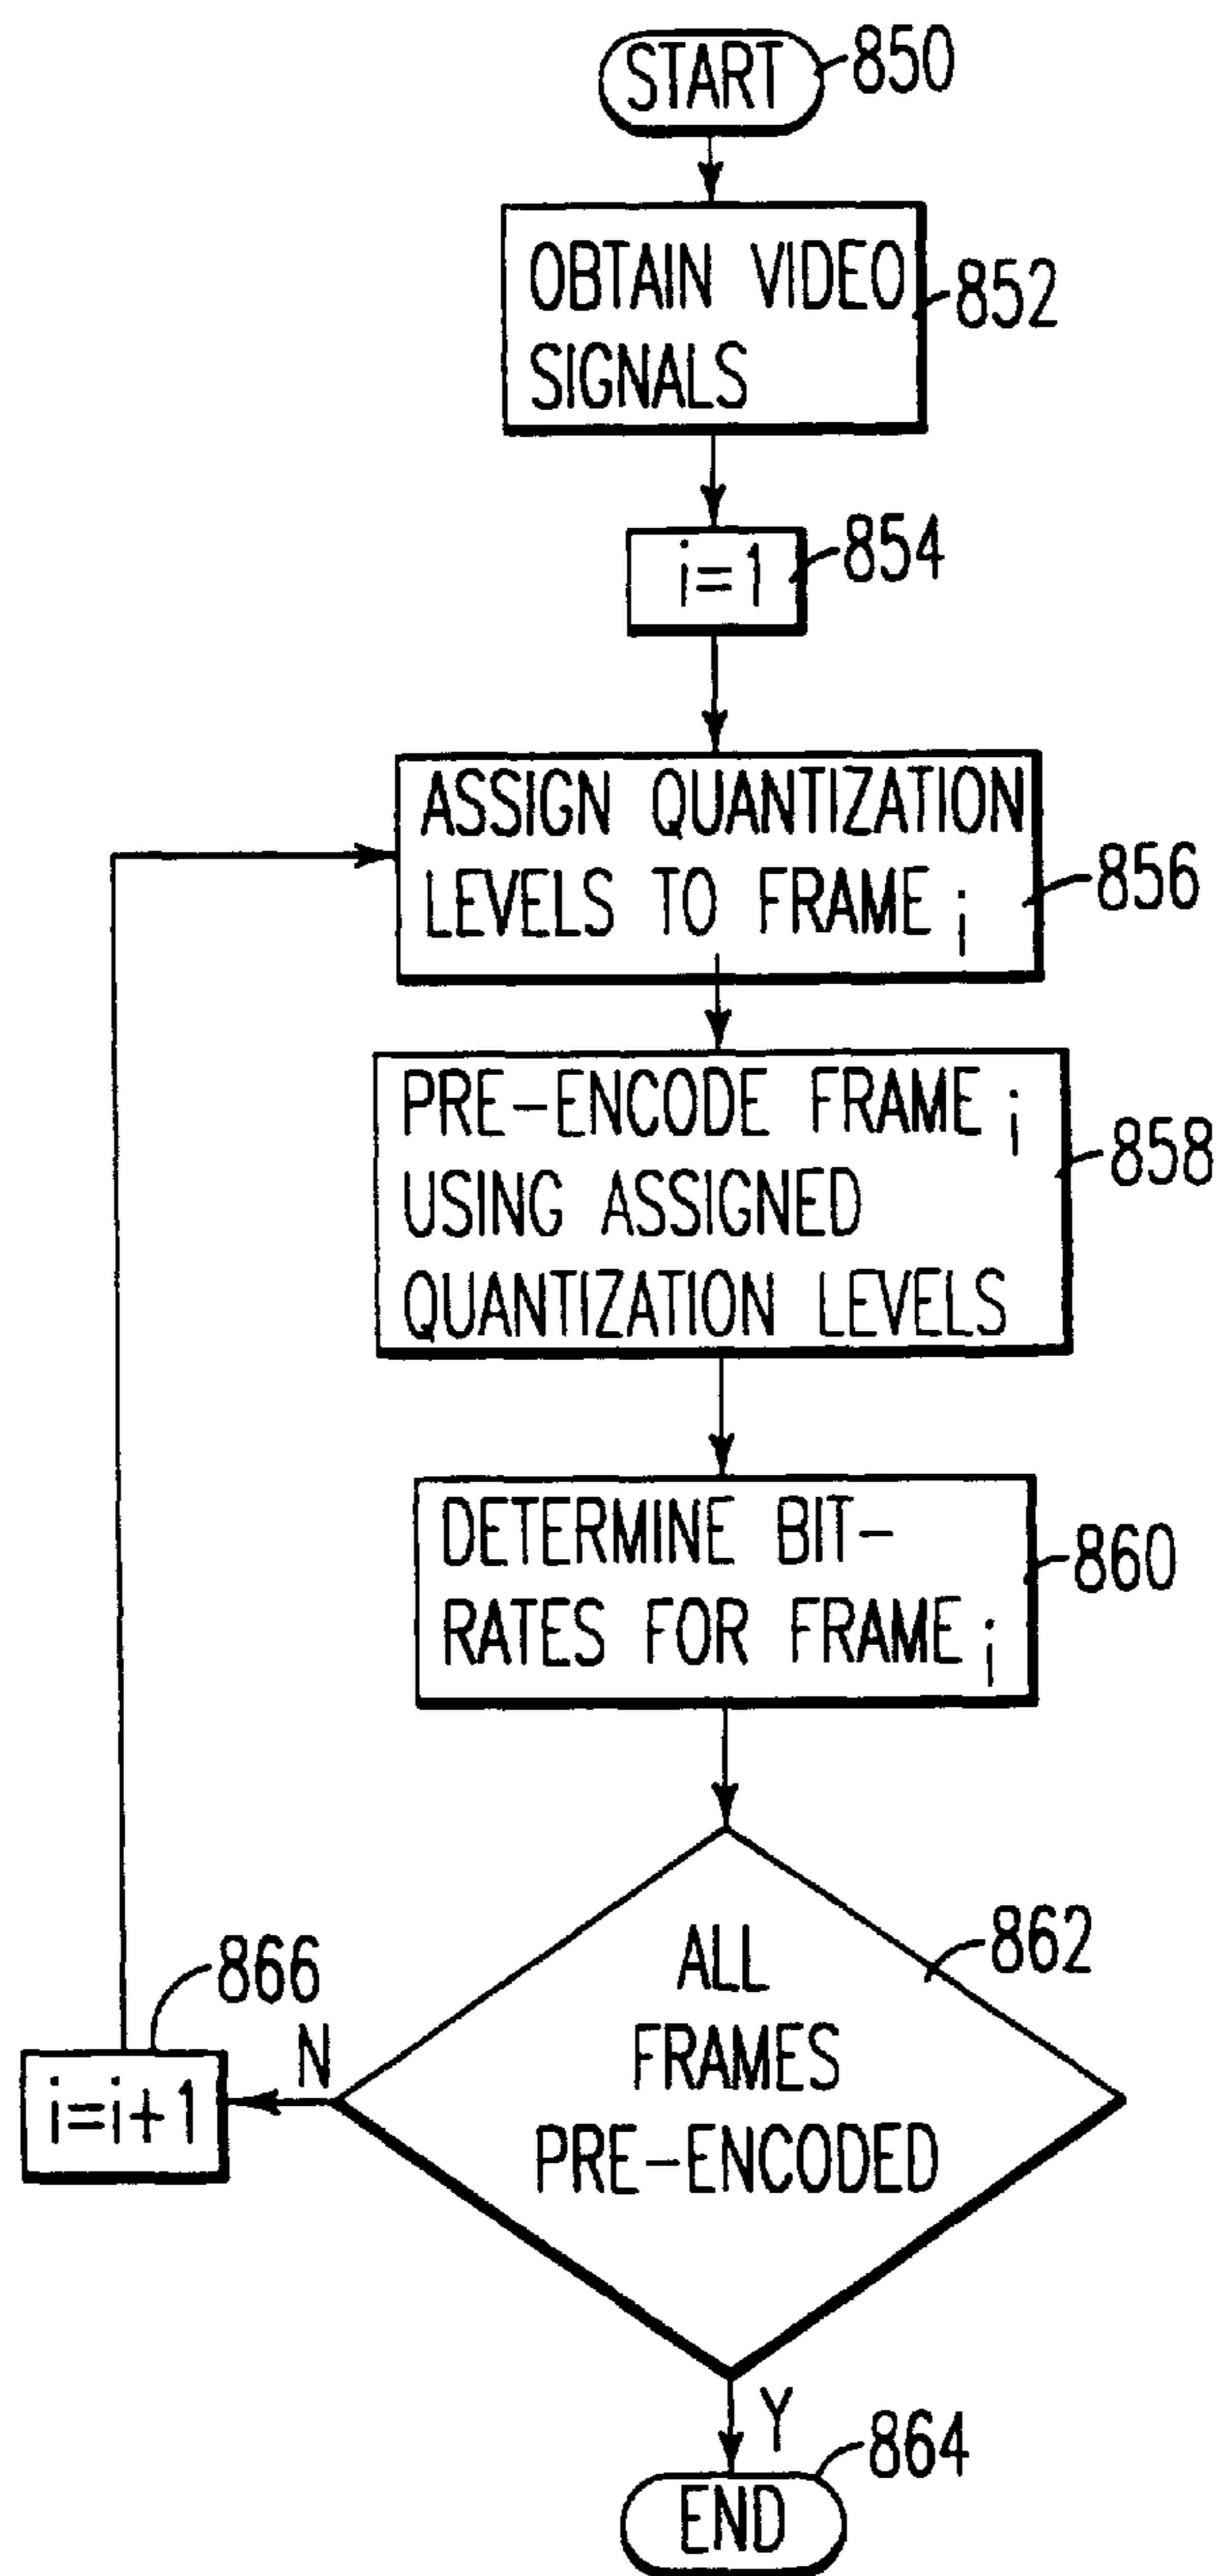 START
850
OBTAIN VIDEO
SIGNALS
852
i=1
854
ASSIGN QUANTIZATION
LEVELS TO FRAME i
856
PRE-ENCODE FRAME i
USING ASSIGNED
QUANTIZATION LEVELS
858
DETERMINE BIT-
RATES FOR FRAME i
860
ALL
FRAMES
PRE-ENCODED
862
N
866
i=i+1
Y
END
864